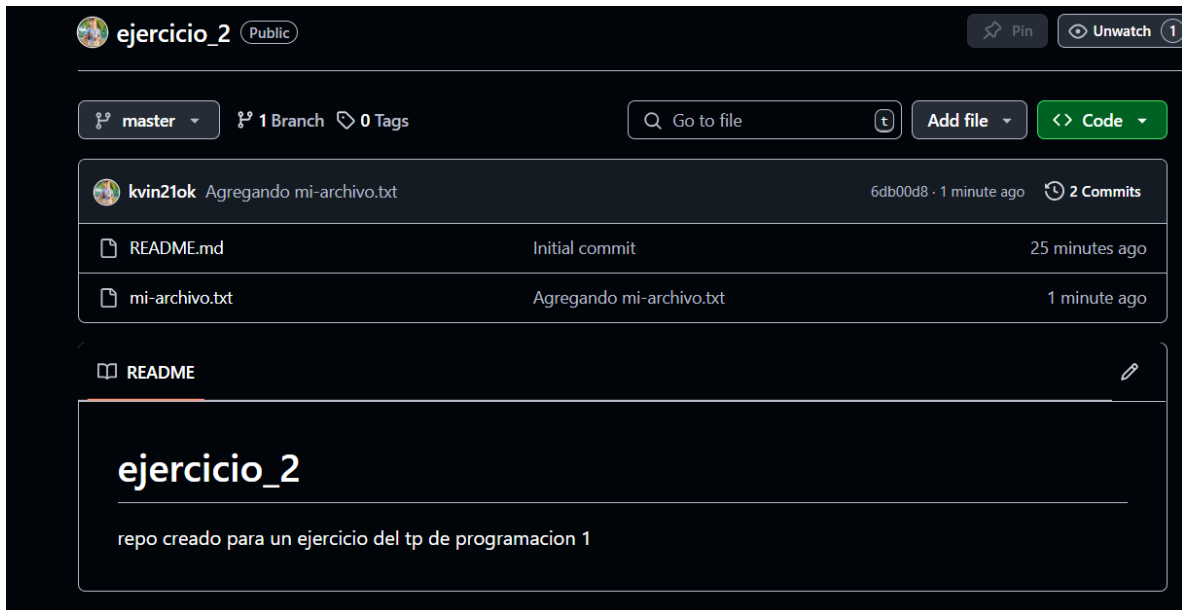 ejercicio_2 Public Pin Unwatch 1
master 1 Branch 0 Tags Go to file t Add file Code
kvin21ok Agregando mi-archivo.txt 6db00d8 · 1 minute ago 2 Commits
README.md Initial commit 25 minutes ago
mi-archivo.txt Agregando mi-archivo.txt 1 minute ago
README
ejercicio_2
repo creado para un ejercicio del tp de programacion 1